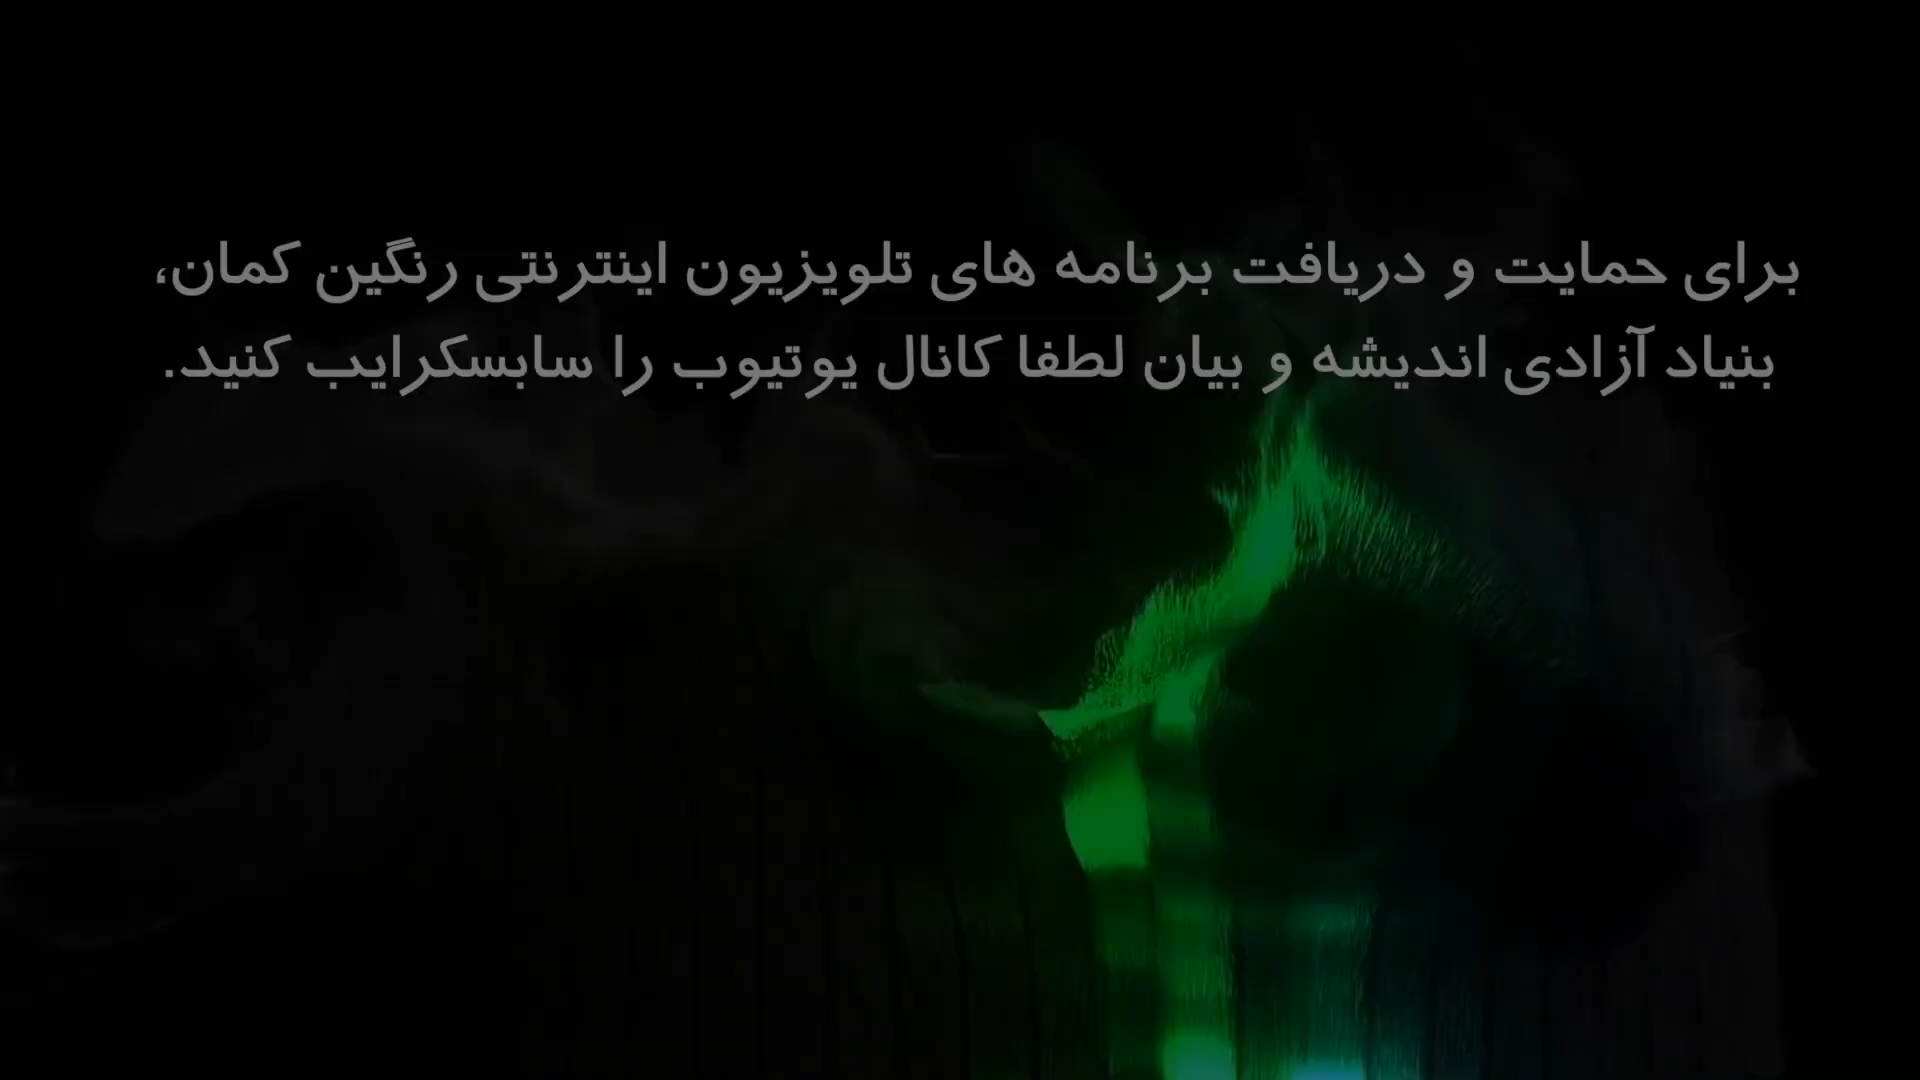 برای حمایت و دریافت برنامه های تلویزیون اینترنتی رنگین کمان،
بنیاد آزادی اندیشه و بیان لطفا کانال یوتیوب را سابسکرایب کنید.